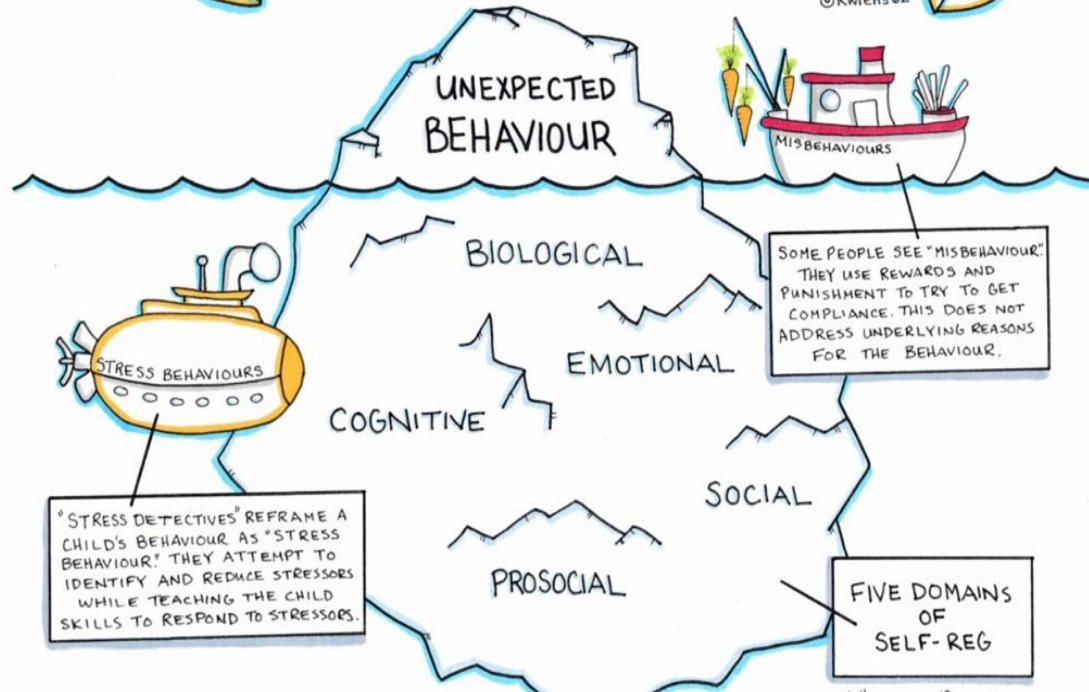 @KWIENS62
UNEXPECTED
BEHAVIOUR
MISBEHAVIOURS
SOME PEOPLE SEE "MISBEHAVIOUR".
THEY USE REWARDS AND
PUNISHMENT TO TRY TO GET
COMPLIANCE. THIS DOES NOT
ADDRESS UNDERLYING REASONS
FOR THE BEHAVIOUR.
BIOLOGICAL
EMOTIONAL
STRESS BEHAVIOURS
COGNITIVE
SOCIAL
"STRESS DETECTIVES" REFRAME A
CHILD'S BEHAVIOUR AS "STRESS
BEHAVIOUR." THEY ATTEMPT TO
IDENTIFY AND REDUCE STRESSORS
WHILE TEACHING THE CHILD
SKILLS TO RESPOND TO STRESSORS.
PROSOCIAL
FIVE DOMAINS
OF
SELF-REG